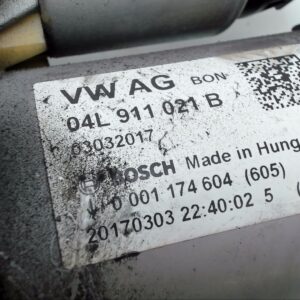 VW AG BON
04L 911 021 B
03032017
BOSCH Made in Hung
0 001 174 604 (605)
20170303 22:40:02 5 (